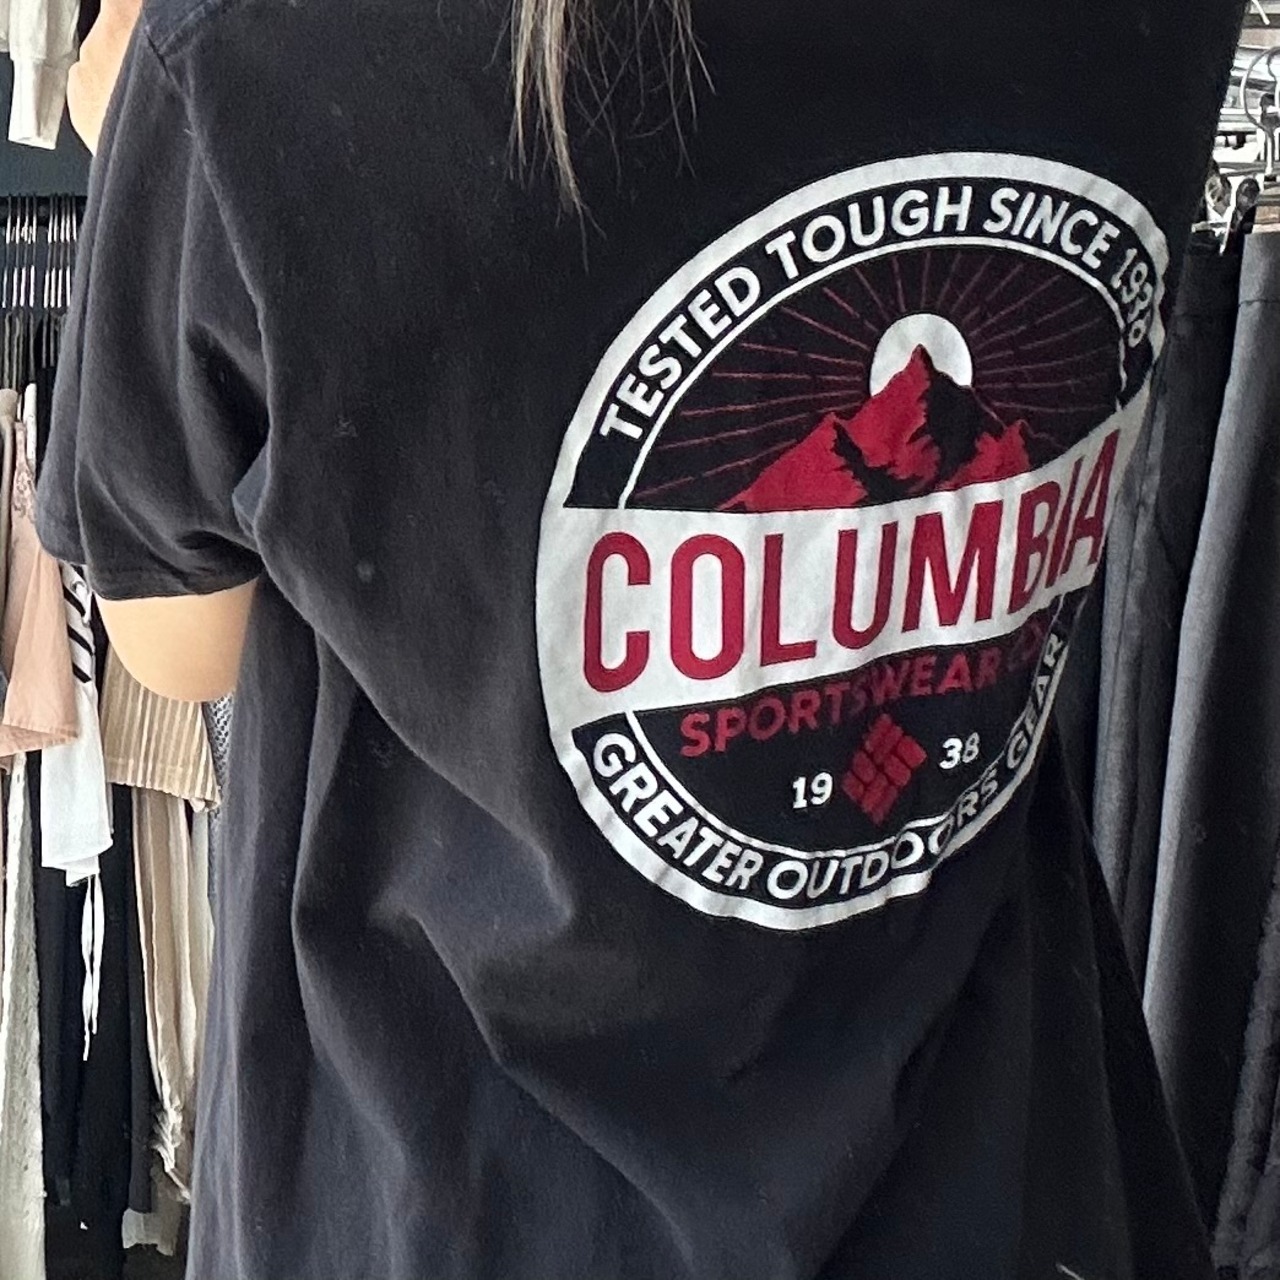 TESTED TOUGH SINCE 1938
COLUMBIA
SPORTSWEAR CO.
19 38
GREATER OUTDOORS GEAR